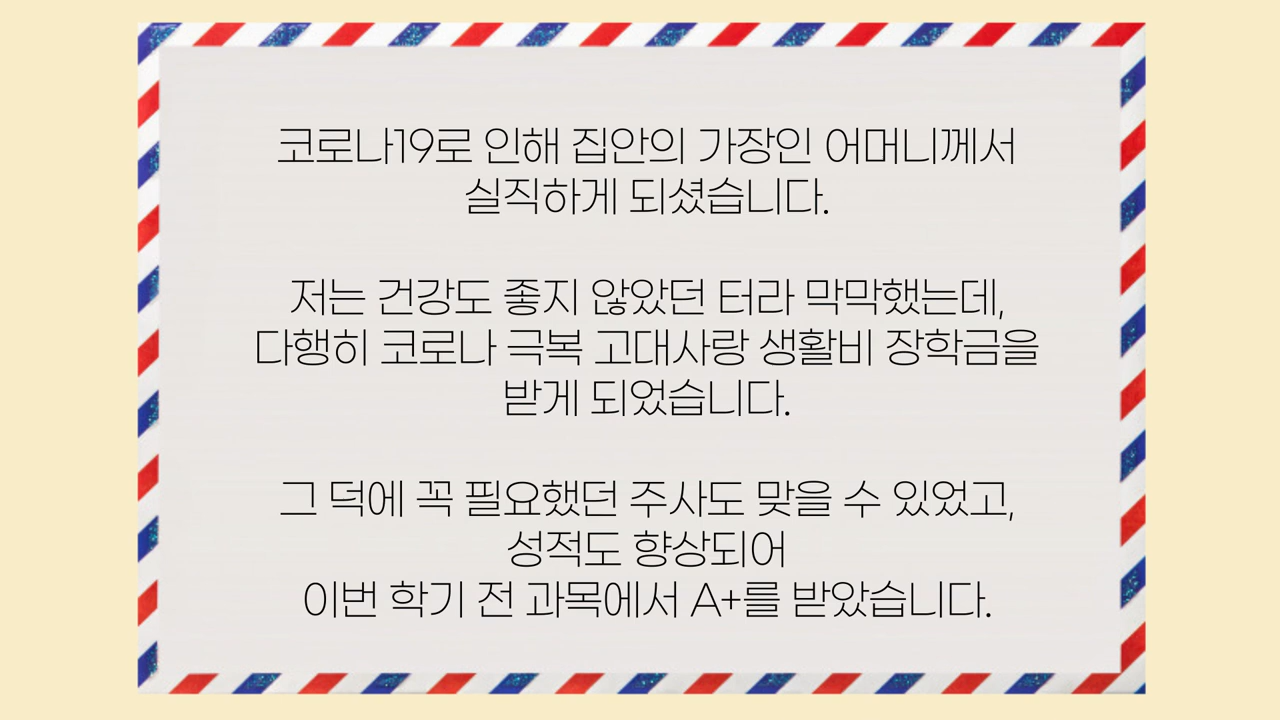 코로나19로 인해 집안의 가장인 어머니께서
실직하게 되셨습니다.
저는 건강도 좋지 않았던 터라 막막했는데,
다행히 코로나 극복 고대사랑 생활비 장학금을
받게 되었습니다.
그 덕에 꼭 필요했던 주사도 맞을 수 있었고,
성적도 향상되어
이번 학기 전 과목에서 A+를 받았습니다.